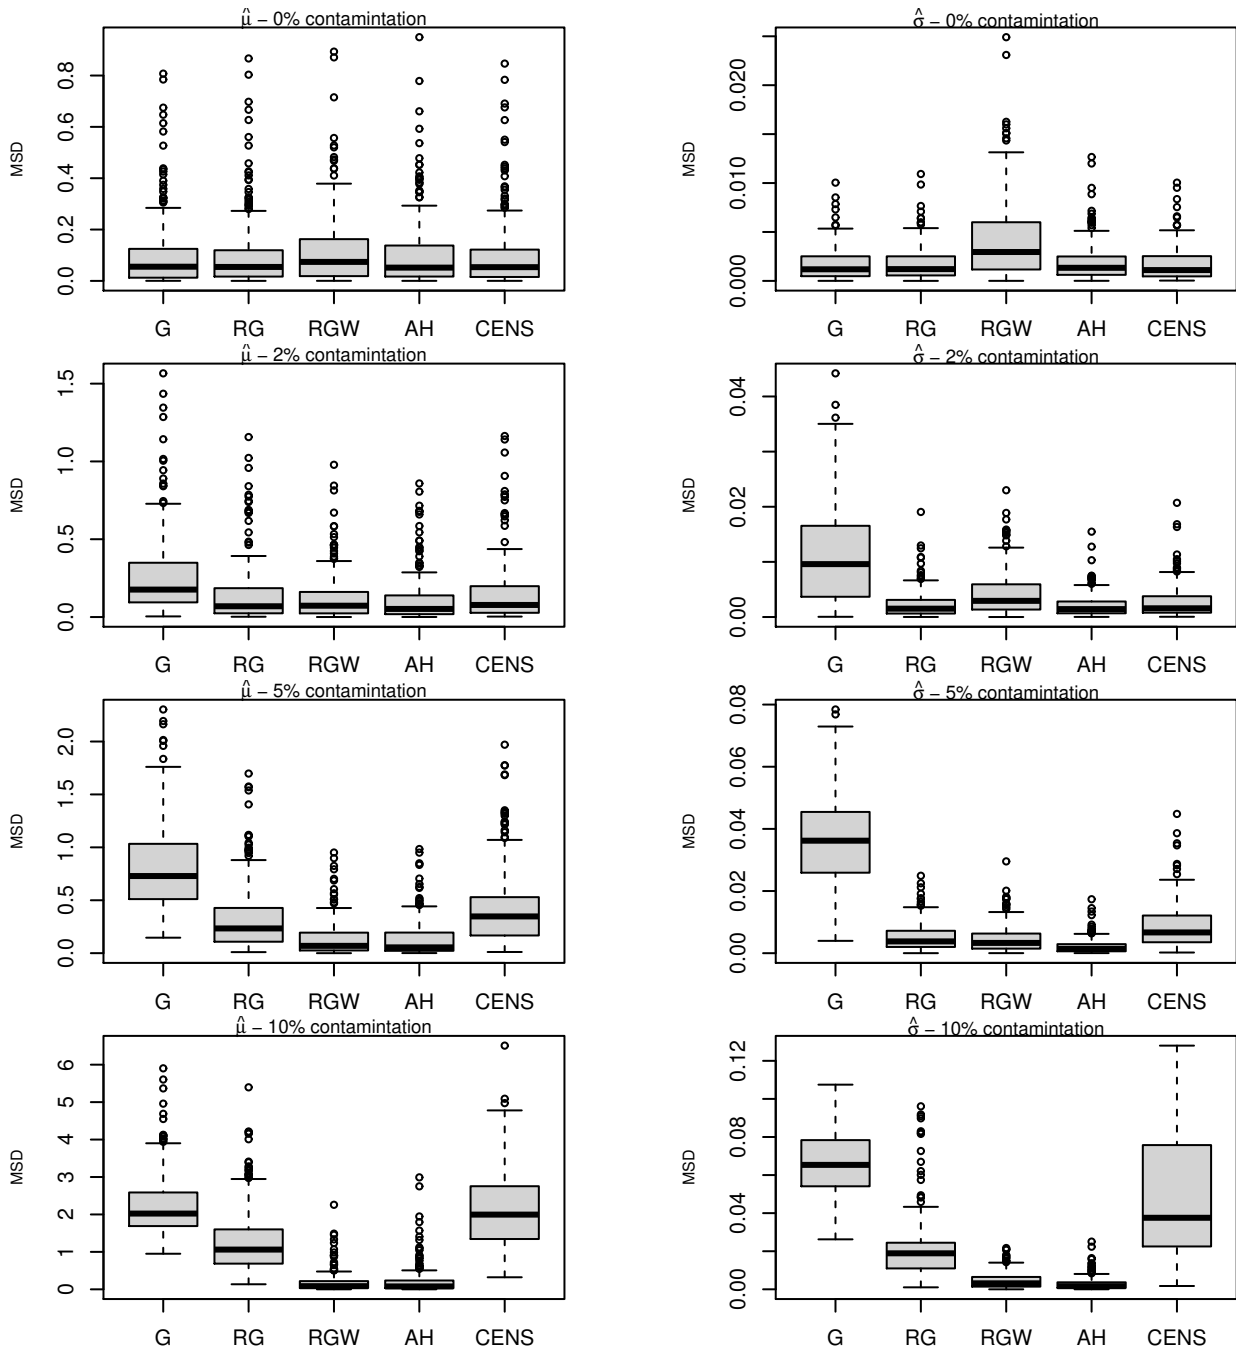 μ̂ − 0% contamintation
MSD
0.0 0.2 0.4 0.6 0.8
G RG RGW AH CENS
σ̂ − 0% contamintation
MSD
0.000 0.010 0.020
G RG RGW AH CENS
μ̂ − 2% contamintation
MSD
0.0 0.5 1.0 1.5
G RG RGW AH CENS
σ̂ − 2% contamintation
MSD
0.00 0.02 0.04
G RG RGW AH CENS
μ̂ − 5% contamintation
MSD
0.0 0.5 1.0 1.5 2.0
G RG RGW AH CENS
σ̂ − 5% contamintation
MSD
0.00 0.02 0.04 0.06 0.08
G RG RGW AH CENS
μ̂ − 10% contamintation
MSD
0 1 2 3 4 5 6
G RG RGW AH CENS
σ̂ − 10% contamintation
MSD
0.00 0.04 0.08 0.12
G RG RGW AH CENS